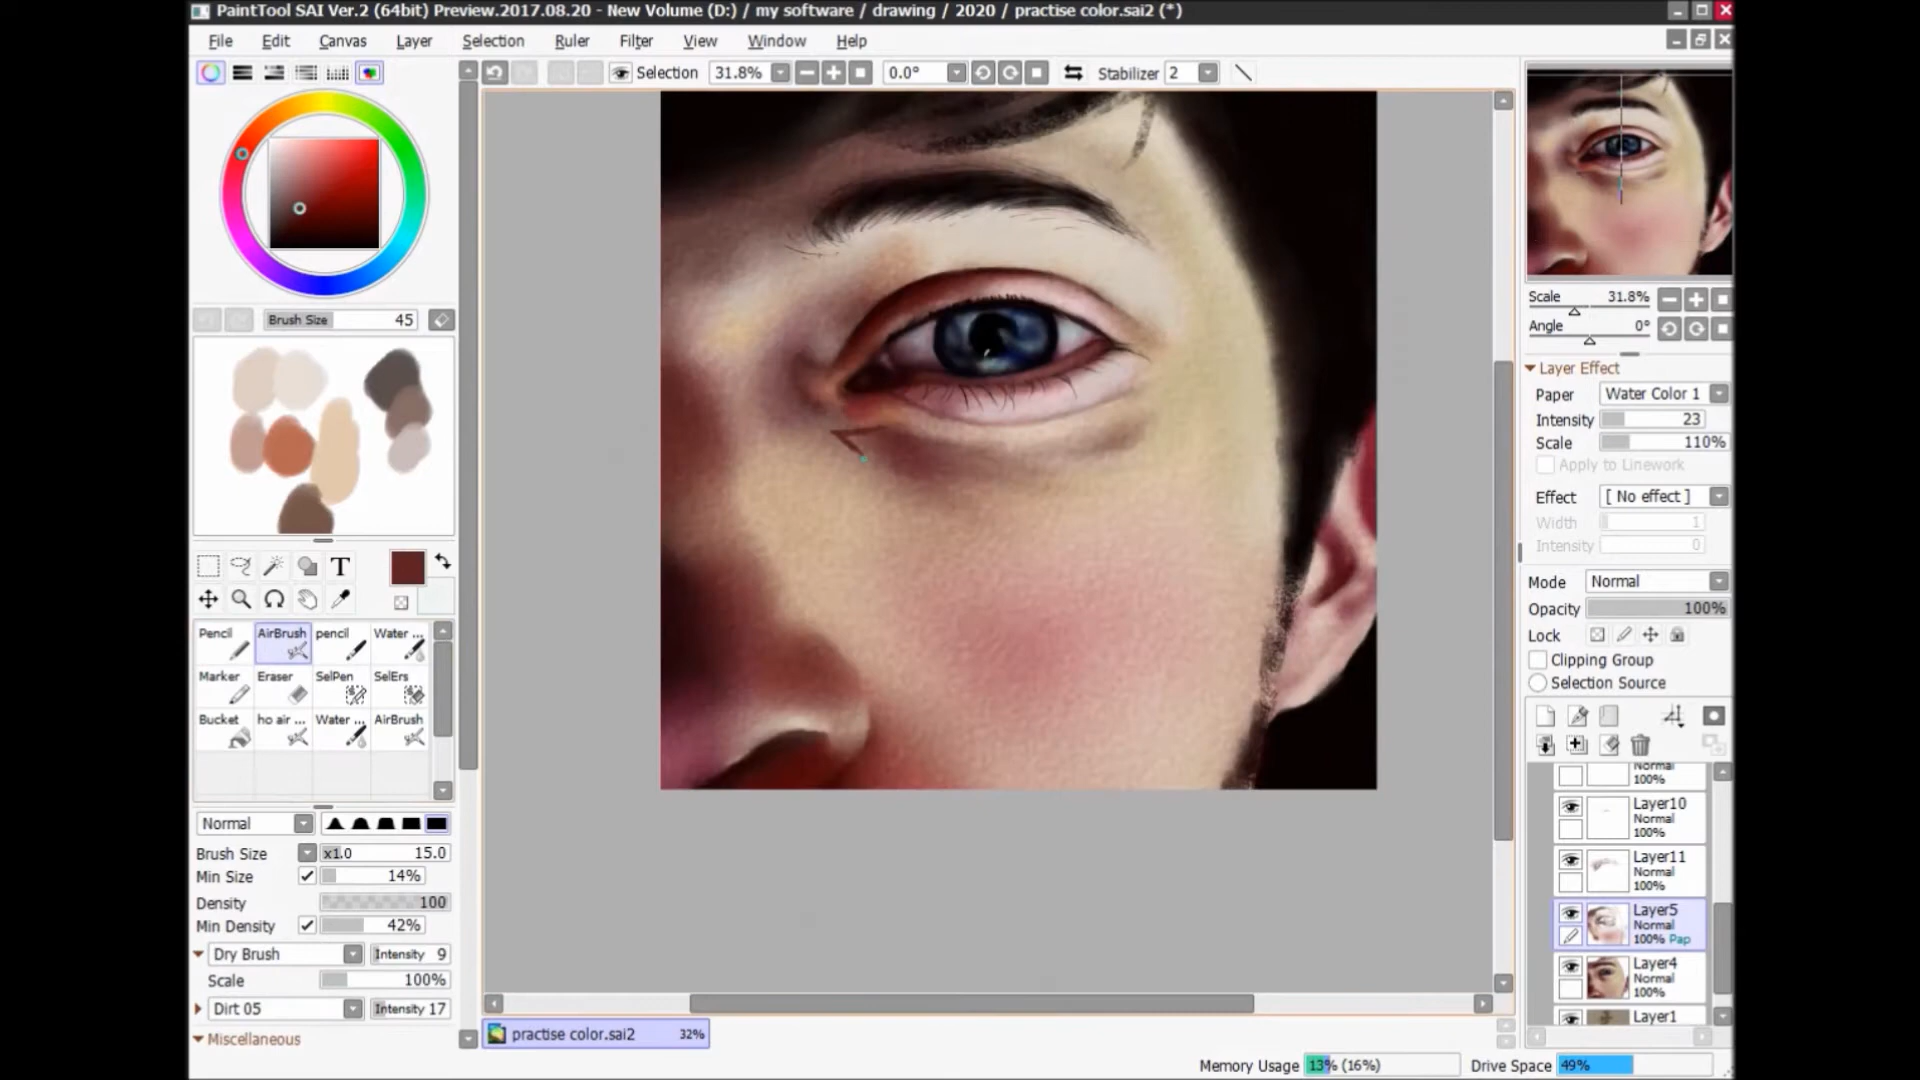 PaintTool SAI Ver.2 (64bit) Preview.2017.08.20 - New Volume (D:) / my software / drawing / 2020 / practise color.sai2 (*)
File Edit Canvas Layer Selection Ruler Filter View Window Help
Selection 31.8% 0.0° Stabilizer 2
Brush Size 45
T
Pencil AirBrush pencil Water ...
Marker Eraser SelPen SelErs
Bucket ho air ... Water ... AirBrush
Normal
Brush Size x1.0 15.0
Min Size 14%
Density 100
Min Density 42%
Dry Brush Intensity 9
Scale 100%
Dirt 05 Intensity 17
Miscellaneous
practise color.sai2 32%
Scale 31.8%
Angle 0°
Layer Effect
Paper Water Color 1
Intensity 23
Scale 110%
Apply to Linework
Effect [ No effect ]
Width 1
Intensity 0
Mode Normal
Opacity 100%
Lock
Clipping Group
Selection Source
Normal
100%
Layer10
Normal
100%
Layer11
Normal
100%
Layer5
Normal
100% Pap
Layer4
Normal
100%
Layer1
Memory Usage 13% (16%) Drive Space 49%